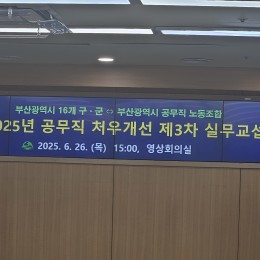 부산광역시 16개 구·군 ⇔ 부산광역시 공무직 노동조합
025년 공무직 처우개선 제3차 실무교섭
2025. 6. 26. (목) 15:00, 영상회의실